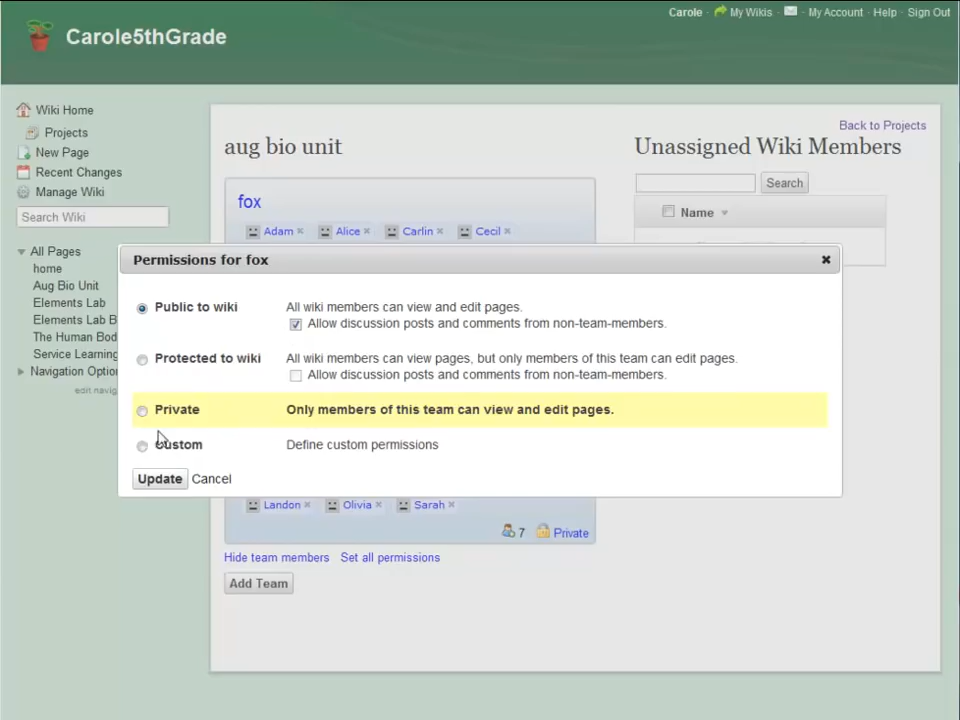 Carole · My Wikis · My Account · Help · Sign Out
Carole5thGrade
Wiki Home
Projects
New Page
Recent Changes
Manage Wiki
Search Wiki
All Pages
home
Aug Bio Unit
Elements Lab
Elements Lab B
The Human Bod
Service Learning
Navigation Option
edit navig
Back to Projects
aug bio unit
Unassigned Wiki Members
Search
Name
fox
Adam × Alice × Carlin × Cecil ×
Permissions for fox
Public to wiki All wiki members can view and edit pages.
Allow discussion posts and comments from non-team-members.
Protected to wiki All wiki members can view pages, but only members of this team can edit pages.
Allow discussion posts and comments from non-team-members.
Private Only members of this team can view and edit pages.
Custom Define custom permissions
Update Cancel
Landon × Olivia × Sarah ×
7 Private
Hide team members Set all permissions
Add Team